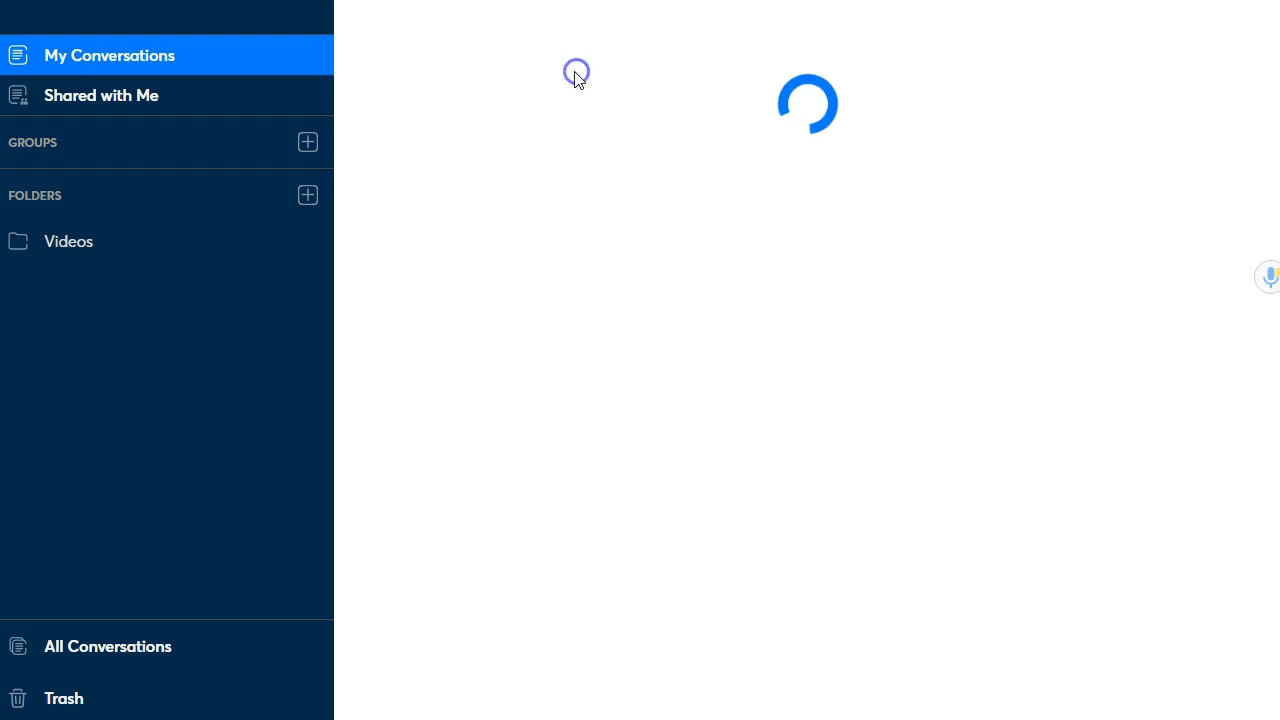 My Conversations
Shared with Me
GROUPS
FOLDERS
Videos
All Conversations
Trash